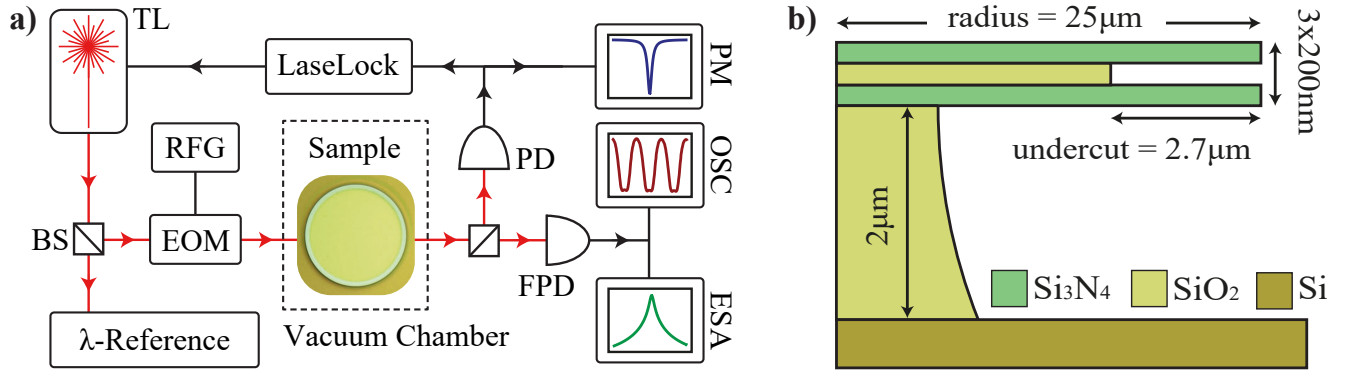 a)
TL
LaseLock
PM
RFG
Sample
PD
OSC
BS
EOM
FPD
λ-Reference
Vacuum Chamber
ESA
b)
radius = 25μm
3x200nm
undercut = 2.7μm
2μm
Si₃N₄
SiO₂
Si